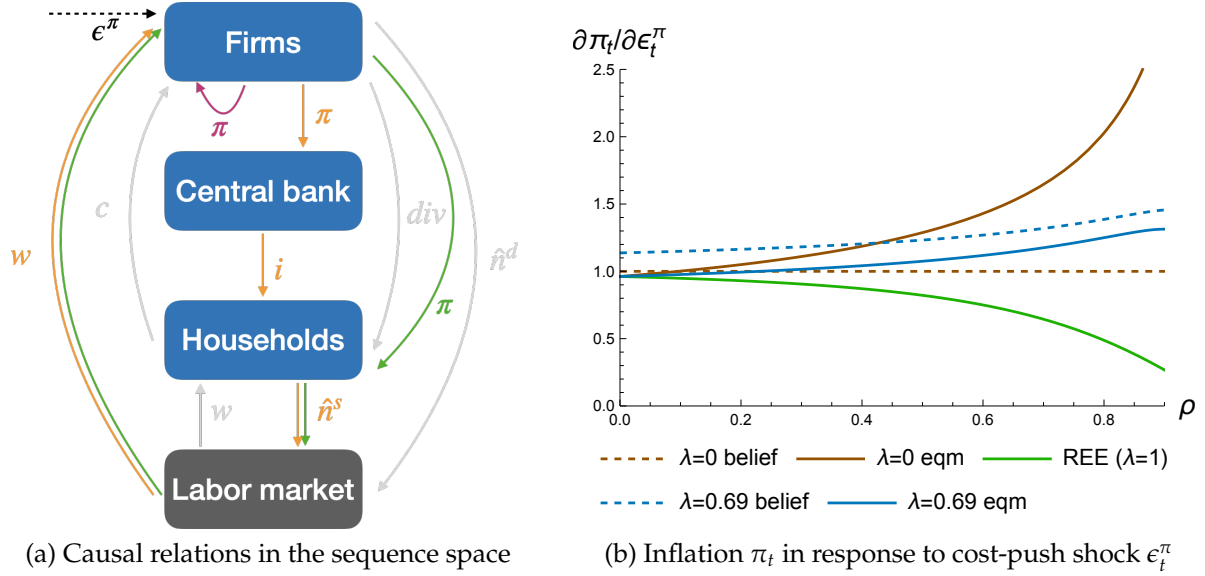 ϵ^π
Firms
π
π
Central bank
c
div
n̂^d
w
i
π
Households
w
n̂^s
Labor market
(a) Causal relations in the sequence space
∂π_t/∂ϵ_t^π
2.5
2.0
1.5
1.0
0.5
0.0
0.0 0.2 0.4 0.6 0.8
ρ
λ=0 belief λ=0 eqm REE (λ=1)
λ=0.69 belief λ=0.69 eqm
(b) Inflation π_t in response to cost-push shock ϵ_t^π